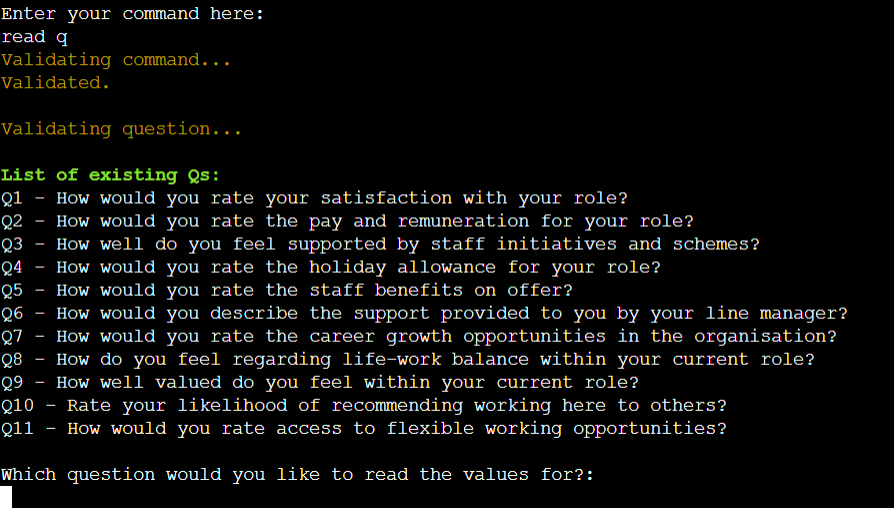 Enter your command here:
read q
Validating command...
Validated.
Validating question...
List of existing Qs:
Q1 - How would you rate your satisfaction with your role?
Q2 - How would you rate the pay and remuneration for your role?
Q3 - How well do you feel supported by staff initiatives and schemes?
Q4 - How would you rate the holiday allowance for your role?
Q5 - How would you rate the staff benefits on offer?
Q6 - How would you describe the support provided to you by your line manager?
Q7 - How would you rate the career growth opportunities in the organisation?
Q8 - How do you feel regarding life-work balance within your current role?
Q9 - How well valued do you feel within your current role?
Q10 - Rate your likelihood of recommending working here to others?
Q11 - How would you rate access to flexible working opportunities?
Which question would you like to read the values for?: